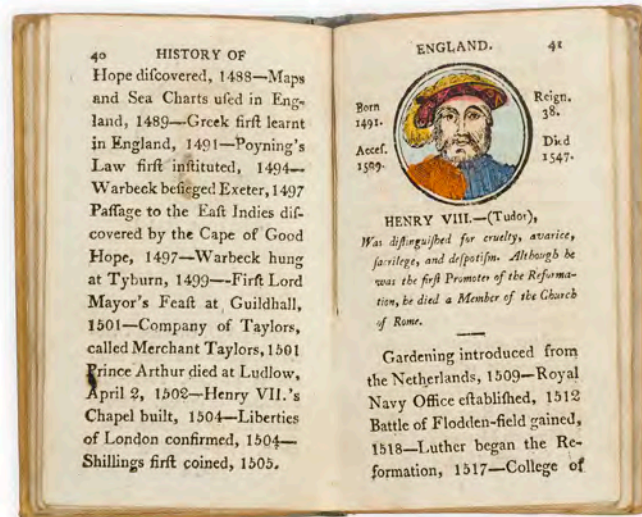 40 HISTORY OF
Hope diſcovered, 1488—Maps
and Sea Charts uſed in Eng-
land, 1489—Greek firſt learnt
in England, 1491—Poyning's
Law firſt inſtituted, 1494—
Warbeck beſieged Exeter, 1497
Paſſage to the Eaſt Indies diſ-
covered by the Cape of Good
Hope, 1497—Warbeck hung
at Tyburn, 1499—-Firſt Lord
Mayor's Feaſt at Guildhall,
1501—Company of Taylors,
called Merchant Taylors, 1501
Prince Arthur died at Ludlow,
April 2, 1502—Henry VII.'s
Chapel built, 1504—Liberties
of London confirmed, 1504—
Shillings firſt coined, 1505.
ENGLAND. 41
Born
1491.
Acceſ.
1509.
Reign.
38.
Died
1547.
HENRY VIII.—(Tudor),
Was diſtinguiſhed for cruelty, avarice,
ſacrilege, and deſpotiſm. Although he
was the firſt Promoter of the Reforma-
tion, he died a Member of the Church
of Rome.
Gardening introduced from
the Netherlands, 1509—Royal
Navy Office eſtabliſhed, 1512
Battle of Flodden-field gained,
1518—Luther began the Re-
formation, 1517—College of